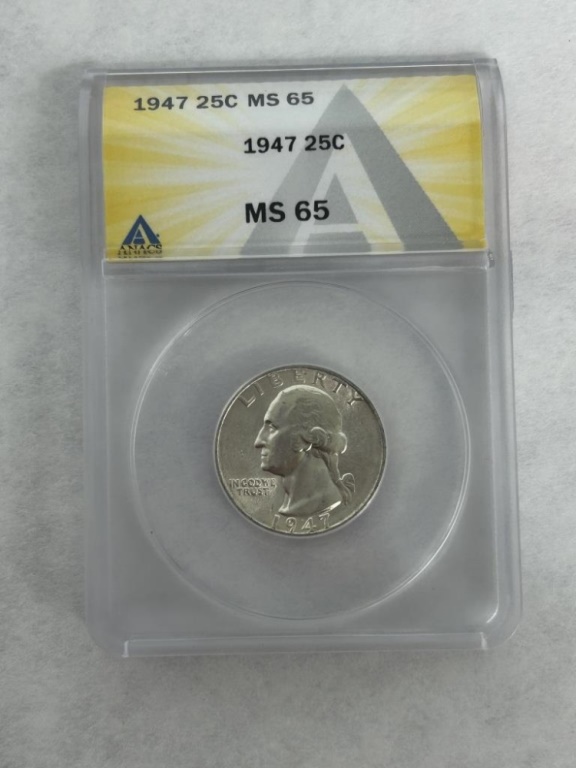 1947 25C MS 65
1947 25C
MS 65
ANACS
LIBERTY
IN GOD WE
TRUST
1947